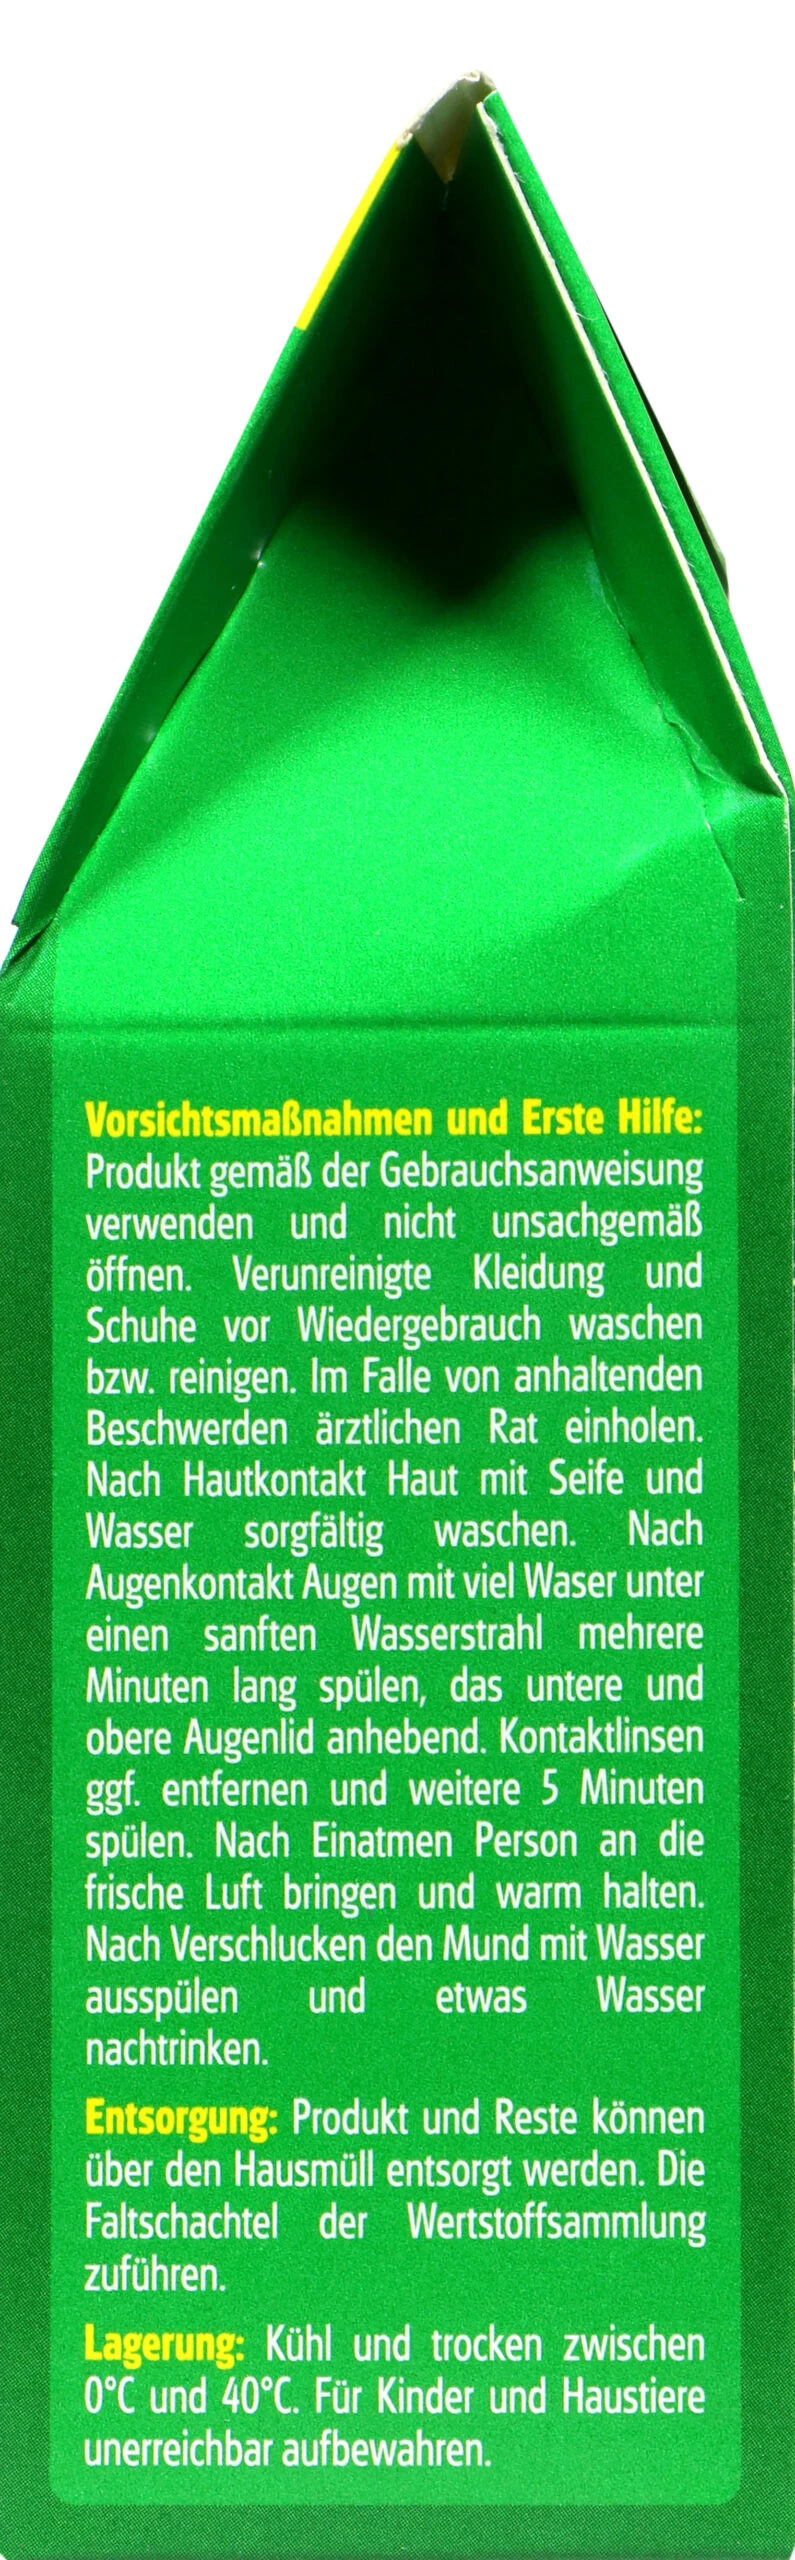 Vorsichtsmaßnahmen und Erste Hilfe:
Produkt gemäß der Gebrauchsanweisung
verwenden und nicht unsachgemäß
öffnen. Verunreinigte Kleidung und
Schuhe vor Wiedergebrauch waschen
bzw. reinigen. Im Falle von anhaltenden
Beschwerden ärztlichen Rat einholen.
Nach Hautkontakt Haut mit Seife und
Wasser sorgfältig waschen. Nach
Augenkontakt Augen mit viel Waser unter
einen sanften Wasserstrahl mehrere
Minuten lang spülen, das untere und
obere Augenlid anhebend. Kontaktlinsen
ggf. entfernen und weitere 5 Minuten
spülen. Nach Einatmen Person an die
frische Luft bringen und warm halten.
Nach Verschlucken den Mund mit Wasser
ausspülen und etwas Wasser
nachtrinken.
Entsorgung: Produkt und Reste können
über den Hausmüll entsorgt werden. Die
Faltschachtel der Wertstoffsammlung
zuführen.
Lagerung: Kühl und trocken zwischen
0°C und 40°C. Für Kinder und Haustiere
unerreichbar aufbewahren.